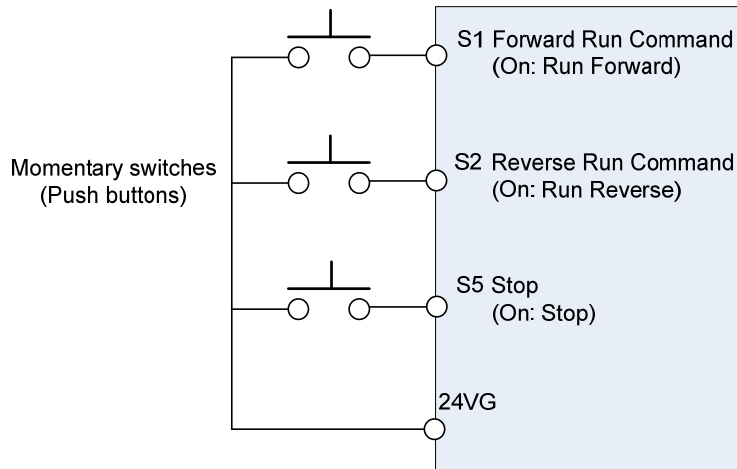 S1 Forward Run Command
(On: Run Forward)
Momentary switches
(Push buttons)
S2 Reverse Run Command
(On: Run Reverse)
S5 Stop
(On: Stop)
24VG